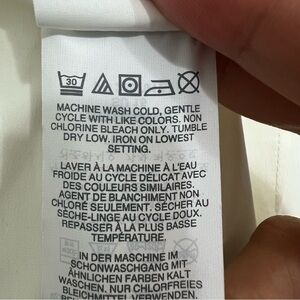 30
MACHINE WASH COLD, GENTLE
CYCLE WITH LIKE COLORS. NON
CHLORINE BLEACH ONLY. TUMBLE
DRY LOW. IRON ON LOWEST
SETTING.
LAVER À LA MACHINE À L'EAU
FROIDE AU CYCLE DÉLICAT AVEC
DES COULEURS SIMILAIRES.
AGENT DE BLANCHIMENT NON
CHLORÉ SEULEMENT. SÉCHER AU
SÈCHE-LINGE AU CYCLE DOUX.
REPASSER À LA PLUS BASSE
TEMPÉRATURE.
IN DER MASCHINE IM
SCHONWASCHGANG MIT
ÄHNLICHEN FARBEN KALT
WASCHEN. NUR CHLORFREIES
BLEICHMITTEL VERWENDEN.